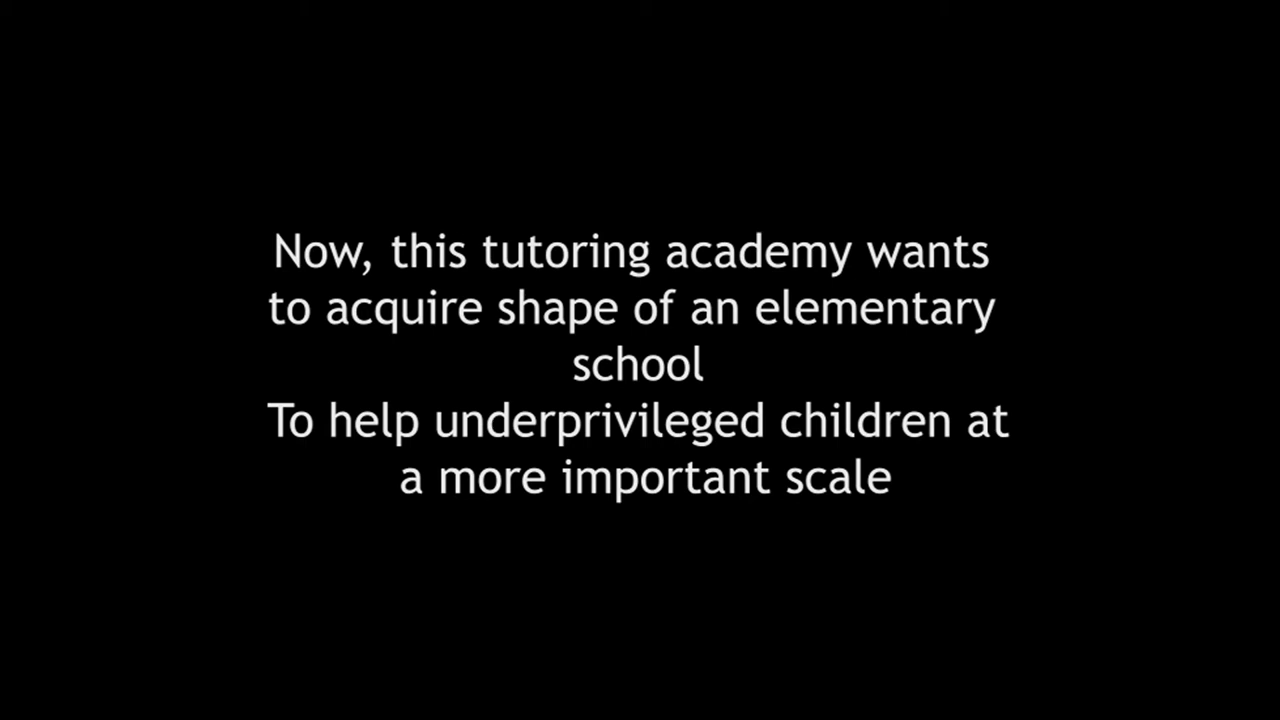 Now, this tutoring academy wants
to acquire shape of an elementary
school
To help underprivileged children at
a more important scale